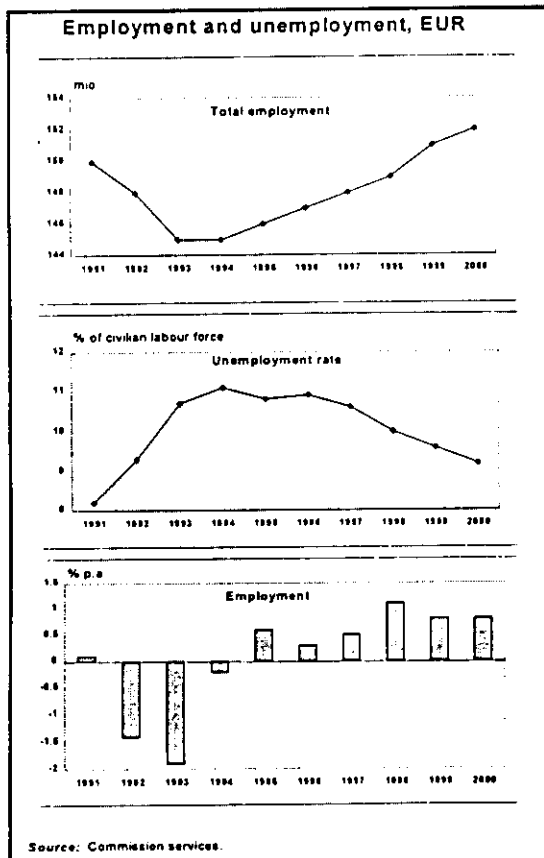 Employment and unemployment, EUR
mio
Total employment
154
152
150
148
146
144
1991 1992 1993 1994 1995 1996 1997 1998 1999 2000
% of civilian labour force
Unemployment rate
12
11
10
9
8
1991 1992 1993 1994 1995 1996 1997 1998 1999 2000
% p.a
Employment
1.5
1
0.5
0
-0.5
-1
-1.5
-2
1991 1992 1993 1994 1995 1996 1997 1998 1999 2000
Source: Commission services.